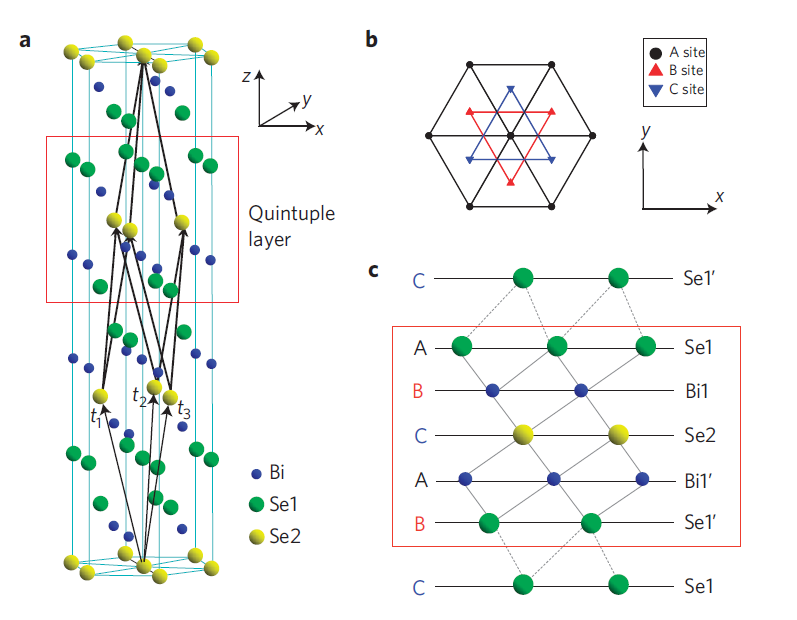 a
z
y
x
Quintuple
layer
t1
t2
t3
Bi
Se1
Se2
b
A site
B site
C site
y
x
c
C Se1′
A Se1
B Bi1
C Se2
A Bi1′
B Se1′
C Se1